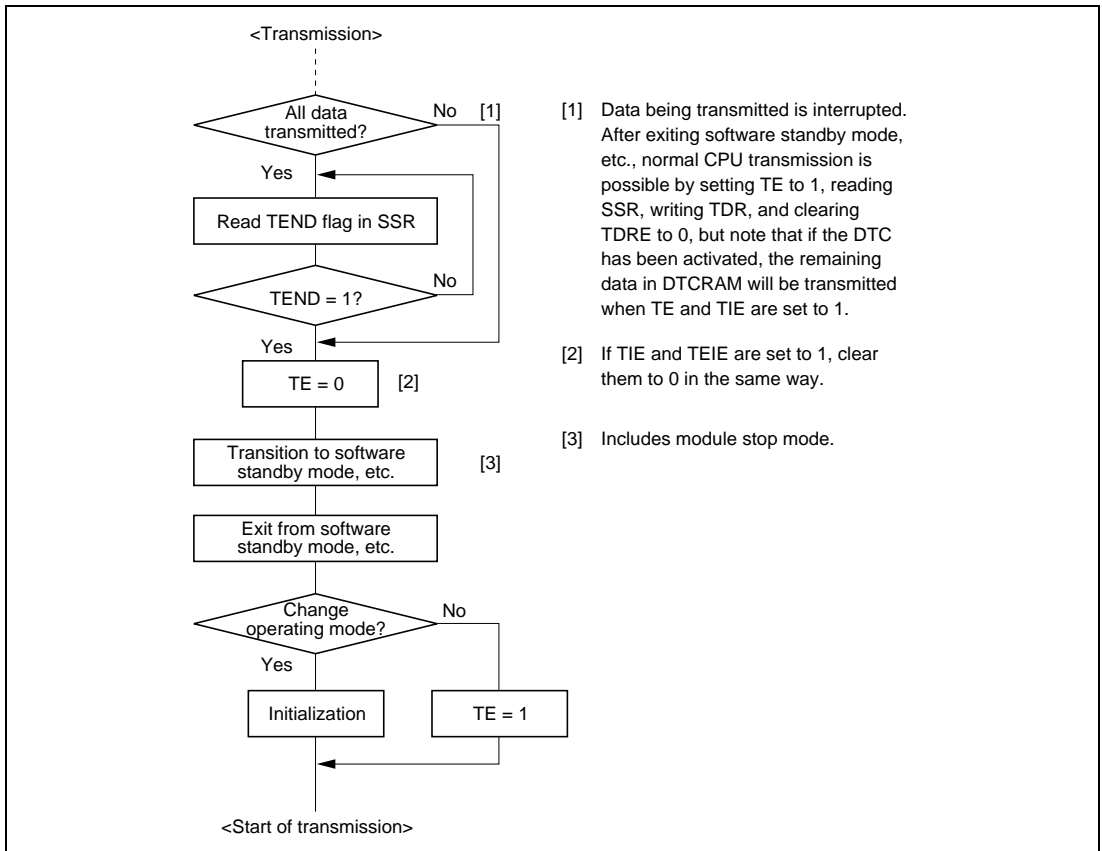 <Transmission>
All data
transmitted?
No [1]
Yes
Read TEND flag in SSR
TEND = 1?
No
Yes
TE = 0
[2]
Transition to software
standby mode, etc.
[3]
Exit from software
standby mode, etc.
Change
operating mode?
No
Yes
Initialization
TE = 1
<Start of transmission>
[1] Data being transmitted is interrupted.
After exiting software standby mode,
etc., normal CPU transmission is
possible by setting TE to 1, reading
SSR, writing TDR, and clearing
TDRE to 0, but note that if the DTC
has been activated, the remaining
data in DTCRAM will be transmitted
when TE and TIE are set to 1.
[2] If TIE and TEIE are set to 1, clear
them to 0 in the same way.
[3] Includes module stop mode.